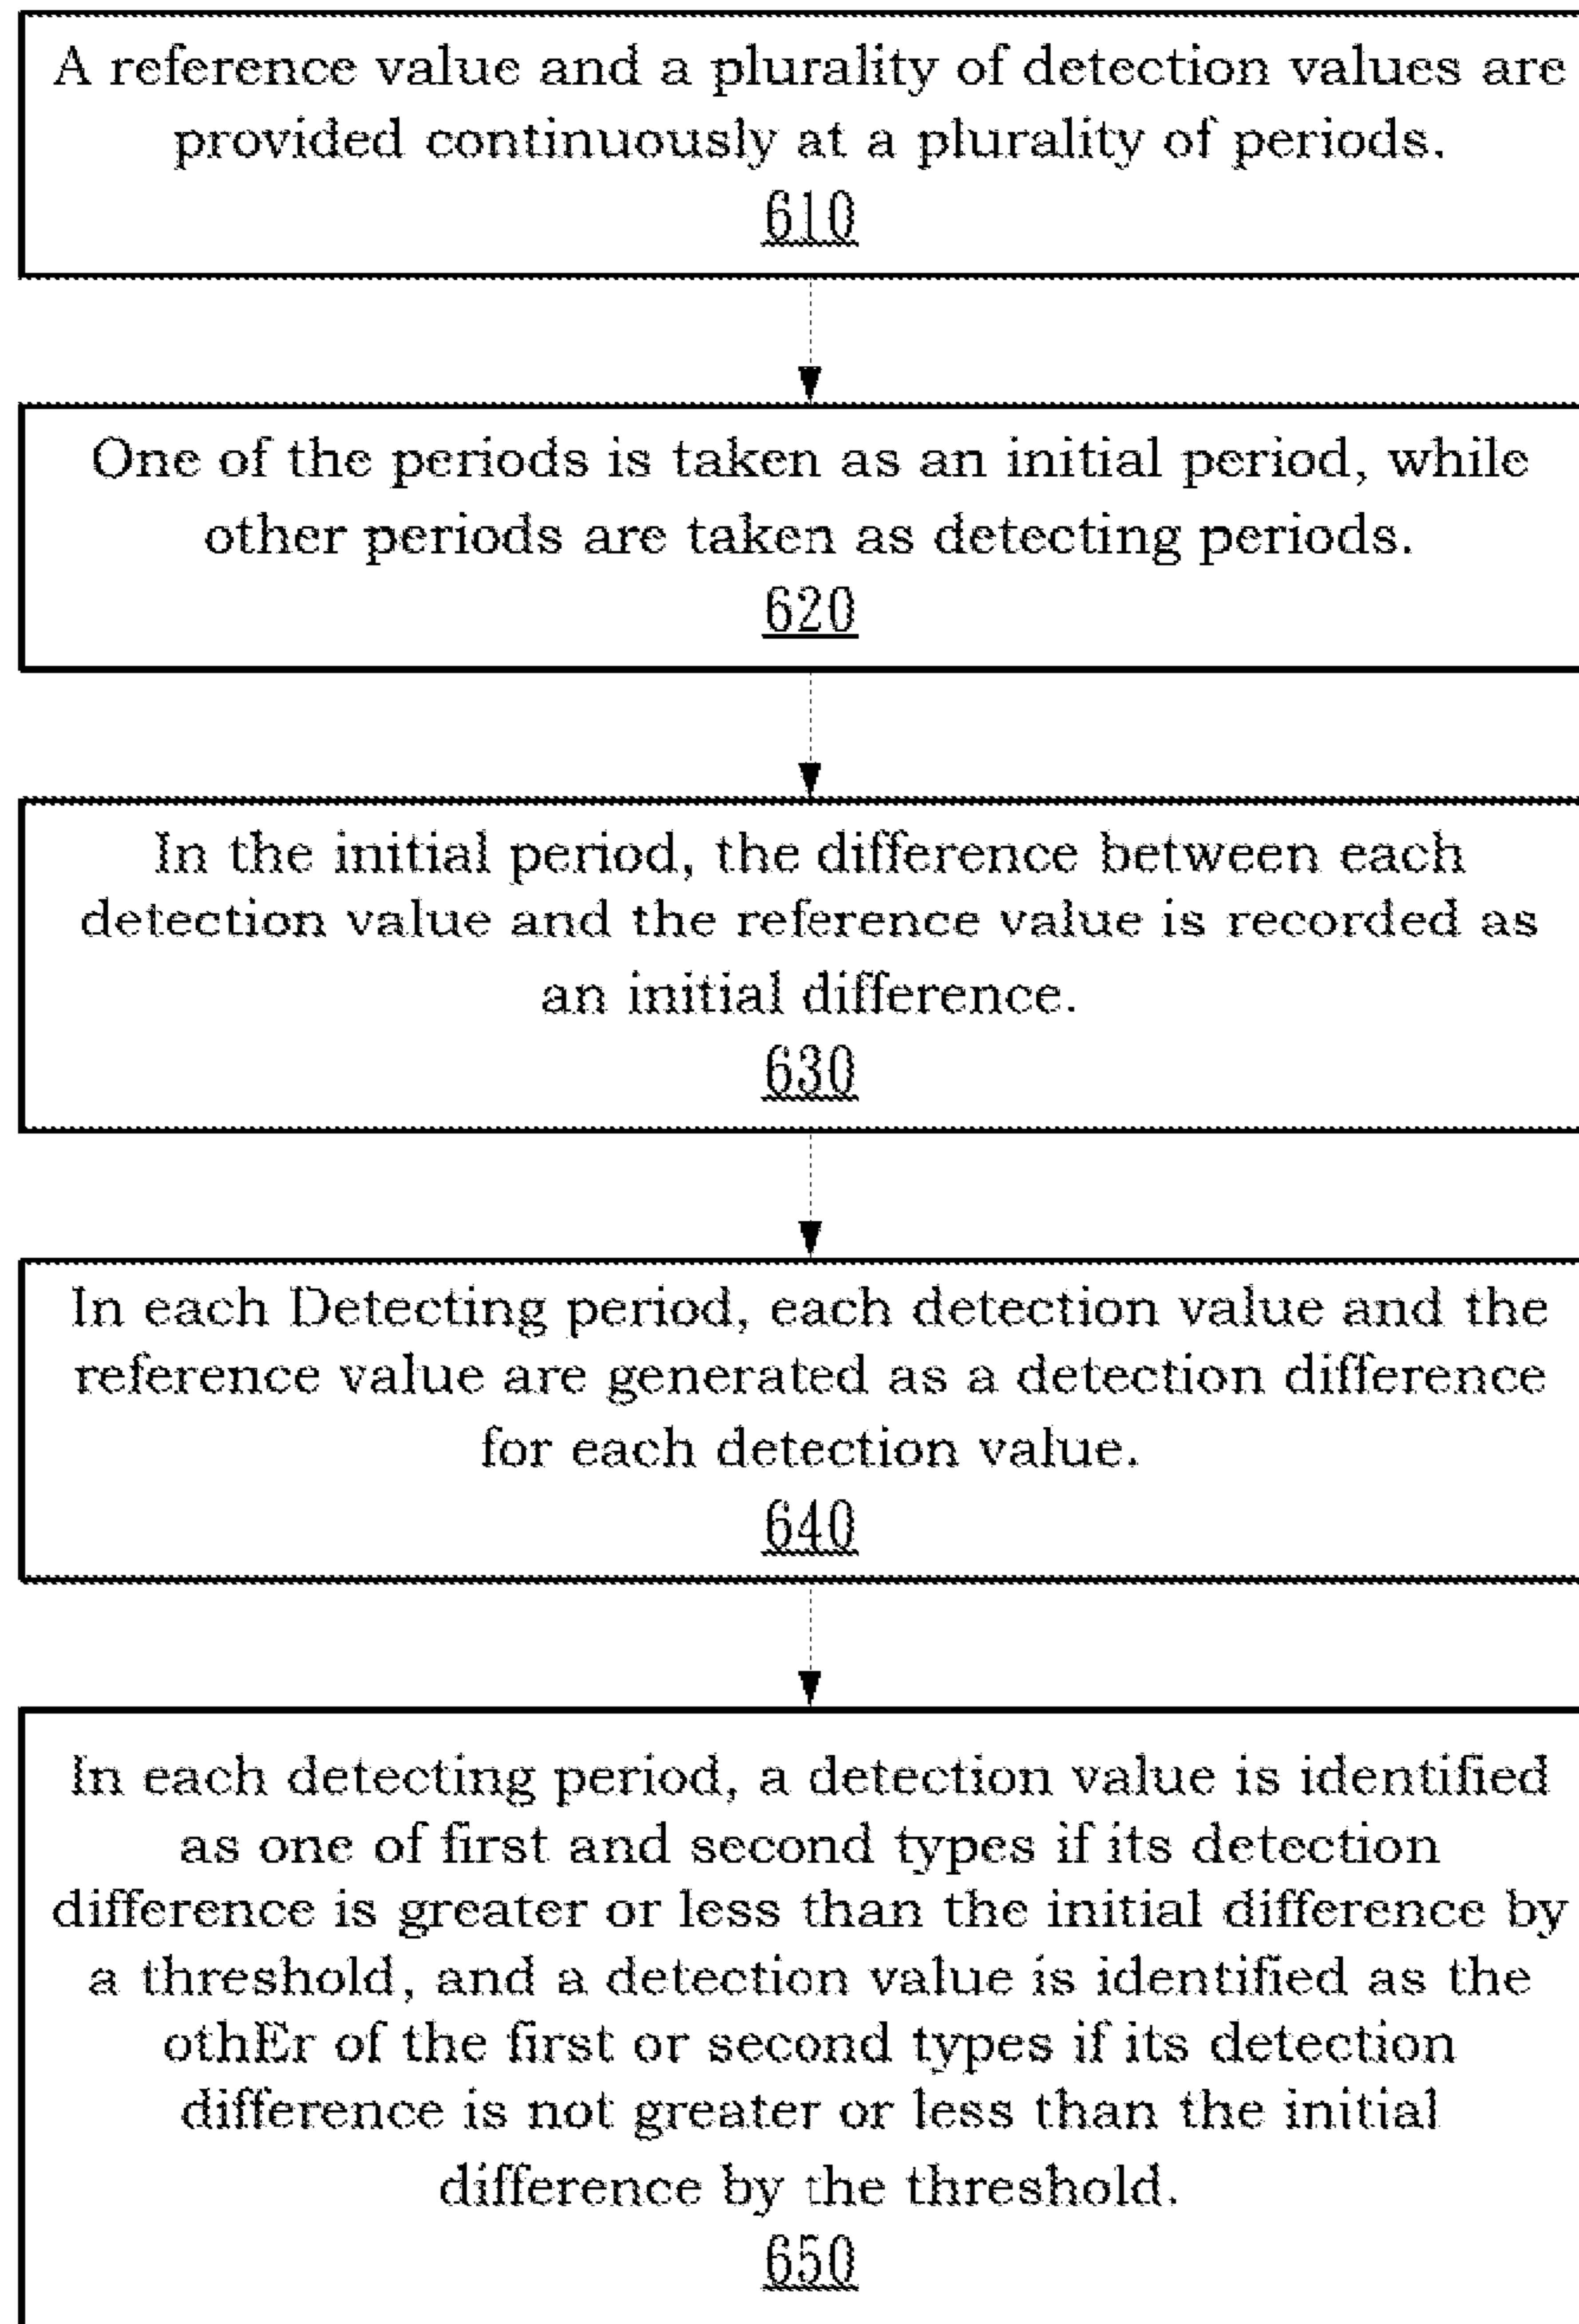 A reference value and a plurality of detection values are
provided continuously at a plurality of periods.
610
One of the periods is taken as an initial period, while
other periods are taken as detecting periods.
620
In the initial period, the difference between each
detection value and the reference value is recorded as
an initial difference.
630
In each Detecting period, each detection value and the
reference value are generated as a detection difference
for each detection value.
640
In each detecting period, a detection value is identified
as one of first and second types if its detection
difference is greater or less than the initial difference by
a threshold, and a detection value is identified as the
othEr of the first or second types if its detection
difference is not greater or less than the initial
difference by the threshold.
650